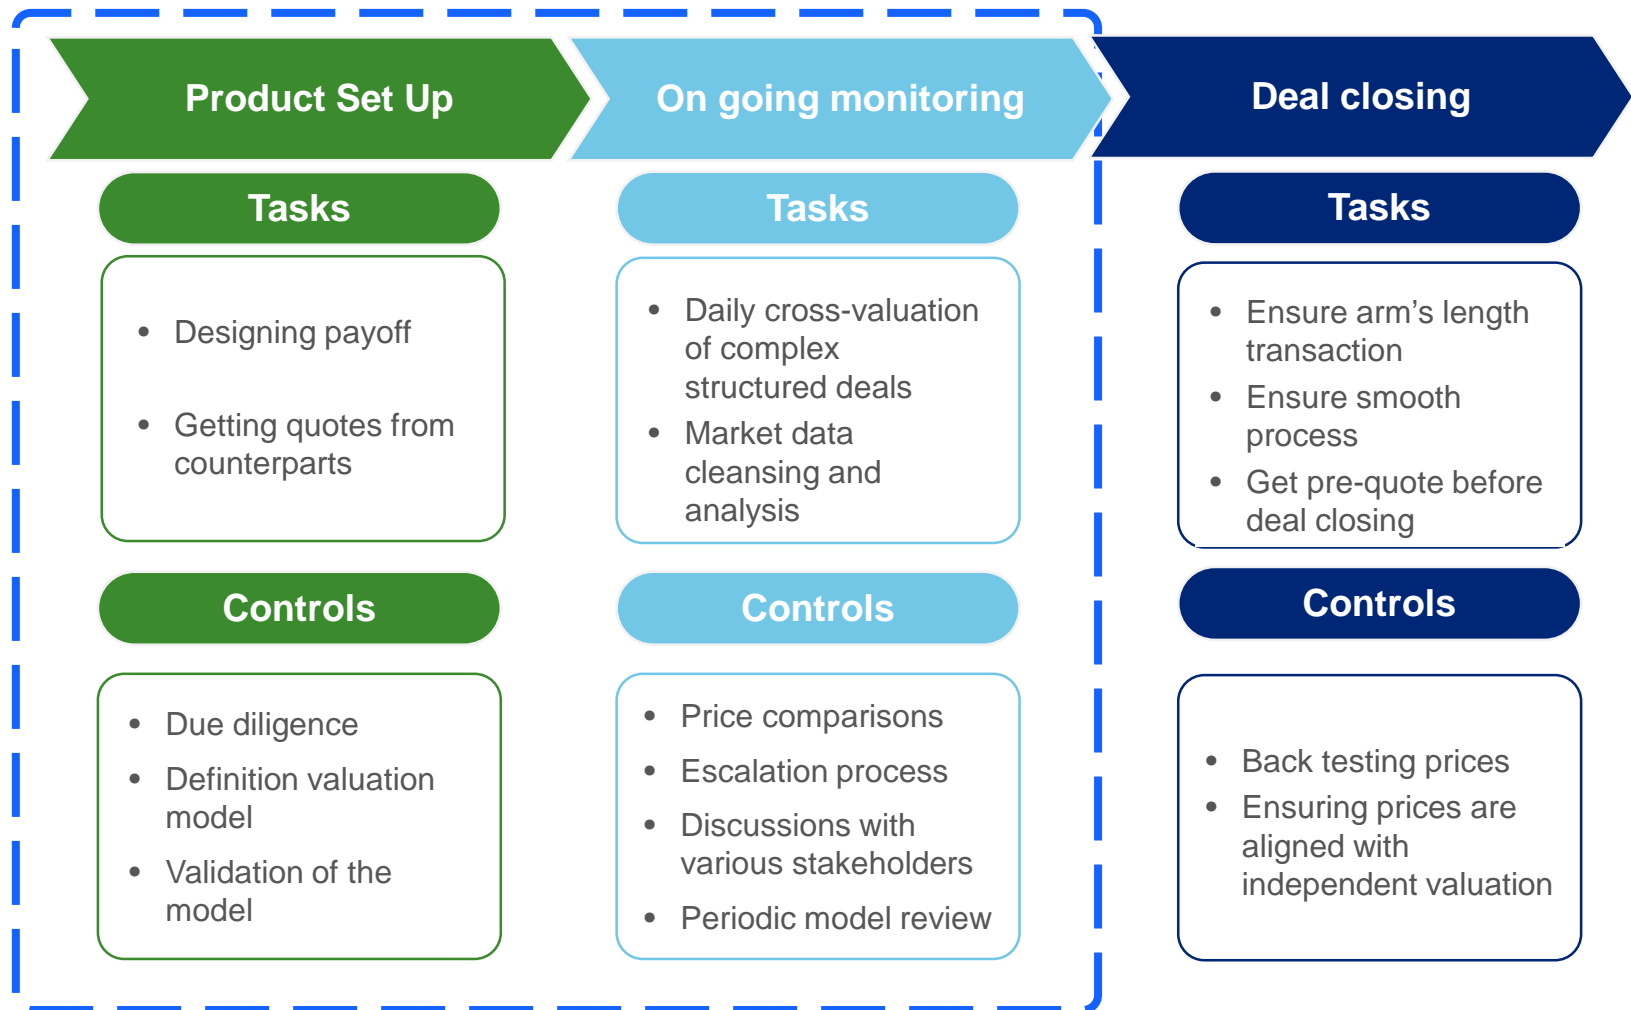 Product Set Up
On going monitoring
Deal closing
Tasks
• Designing payoff
• Getting quotes from
counterparts
Controls
• Due diligence
• Definition valuation
model
• Validation of the
model
Tasks
• Daily cross-valuation
of complex
structured deals
• Market data
cleansing and
analysis
Controls
• Price comparisons
• Escalation process
• Discussions with
various stakeholders
• Periodic model review
Tasks
• Ensure arm’s length
transaction
• Ensure smooth
process
• Get pre-quote before
deal closing
Controls
• Back testing prices
• Ensuring prices are
aligned with
independent valuation